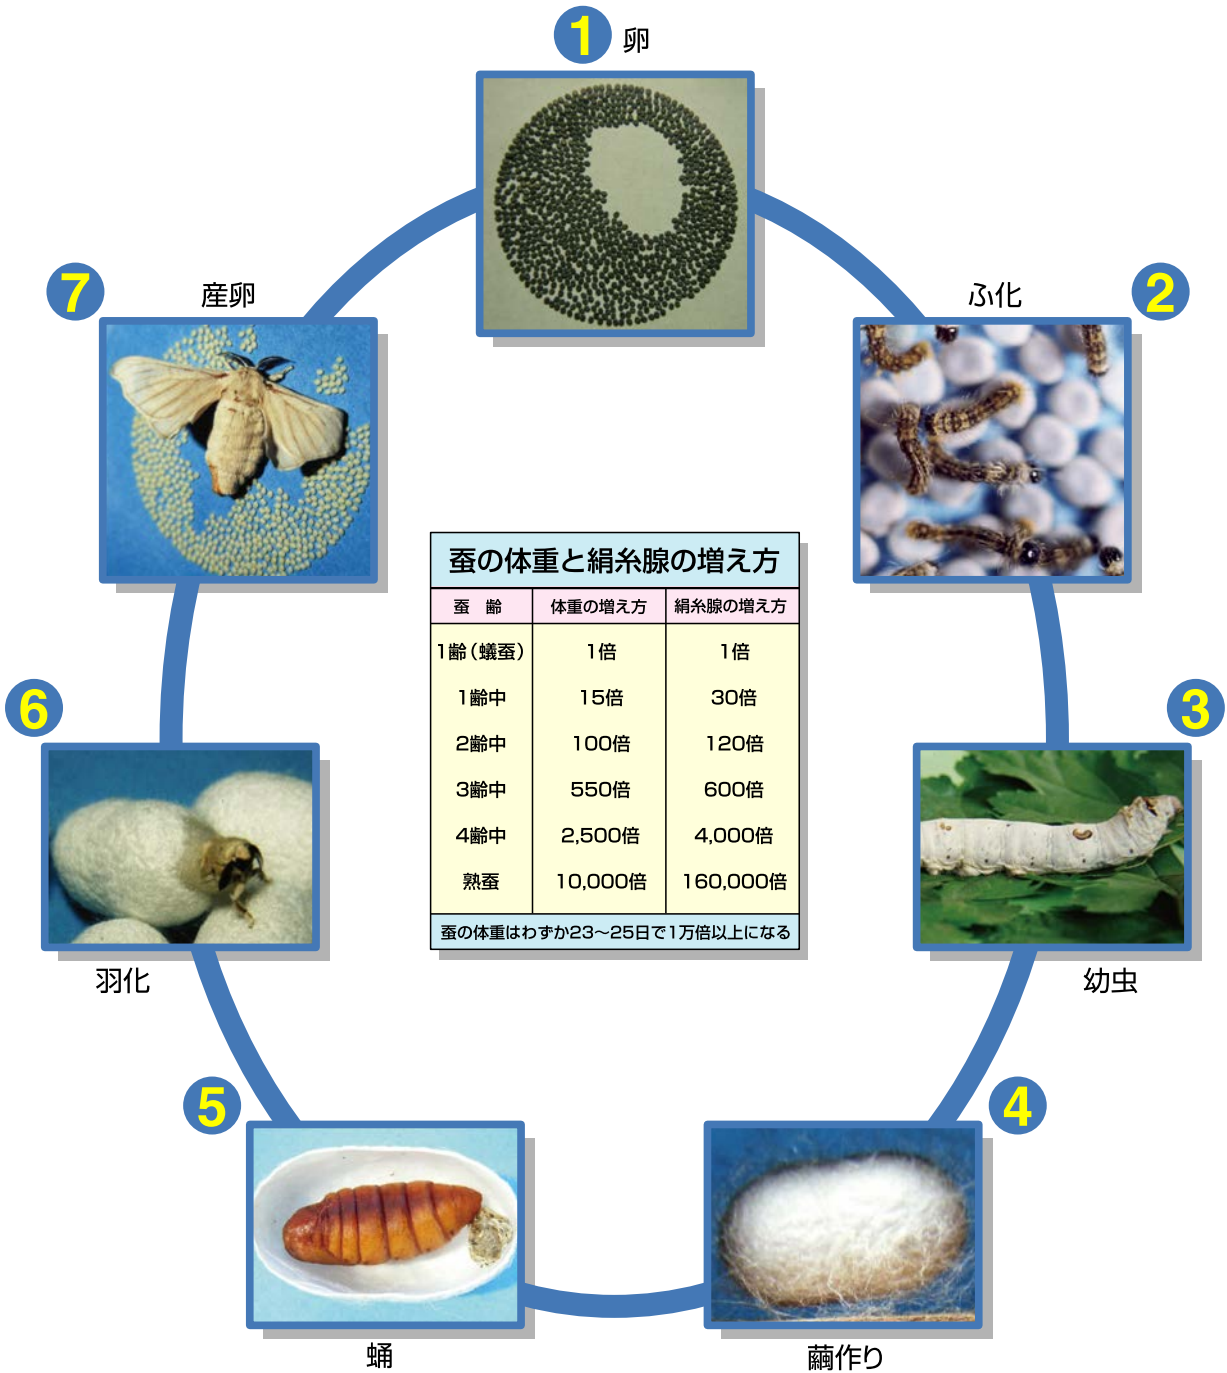 1 卵
2 ふ化
3 幼虫
4 繭作り
5 蛹
6 羽化
7 産卵
蚕の体重と絹糸腺の増え方
蚕　齢 体重の増え方 絹糸腺の増え方
1齢（蟻蚕） 1倍 1倍
1齢中 15倍 30倍
2齢中 100倍 120倍
3齢中 550倍 600倍
4齢中 2,500倍 4,000倍
熟蚕 10,000倍 160,000倍
蚕の体重はわずか23～25日で1万倍以上になる